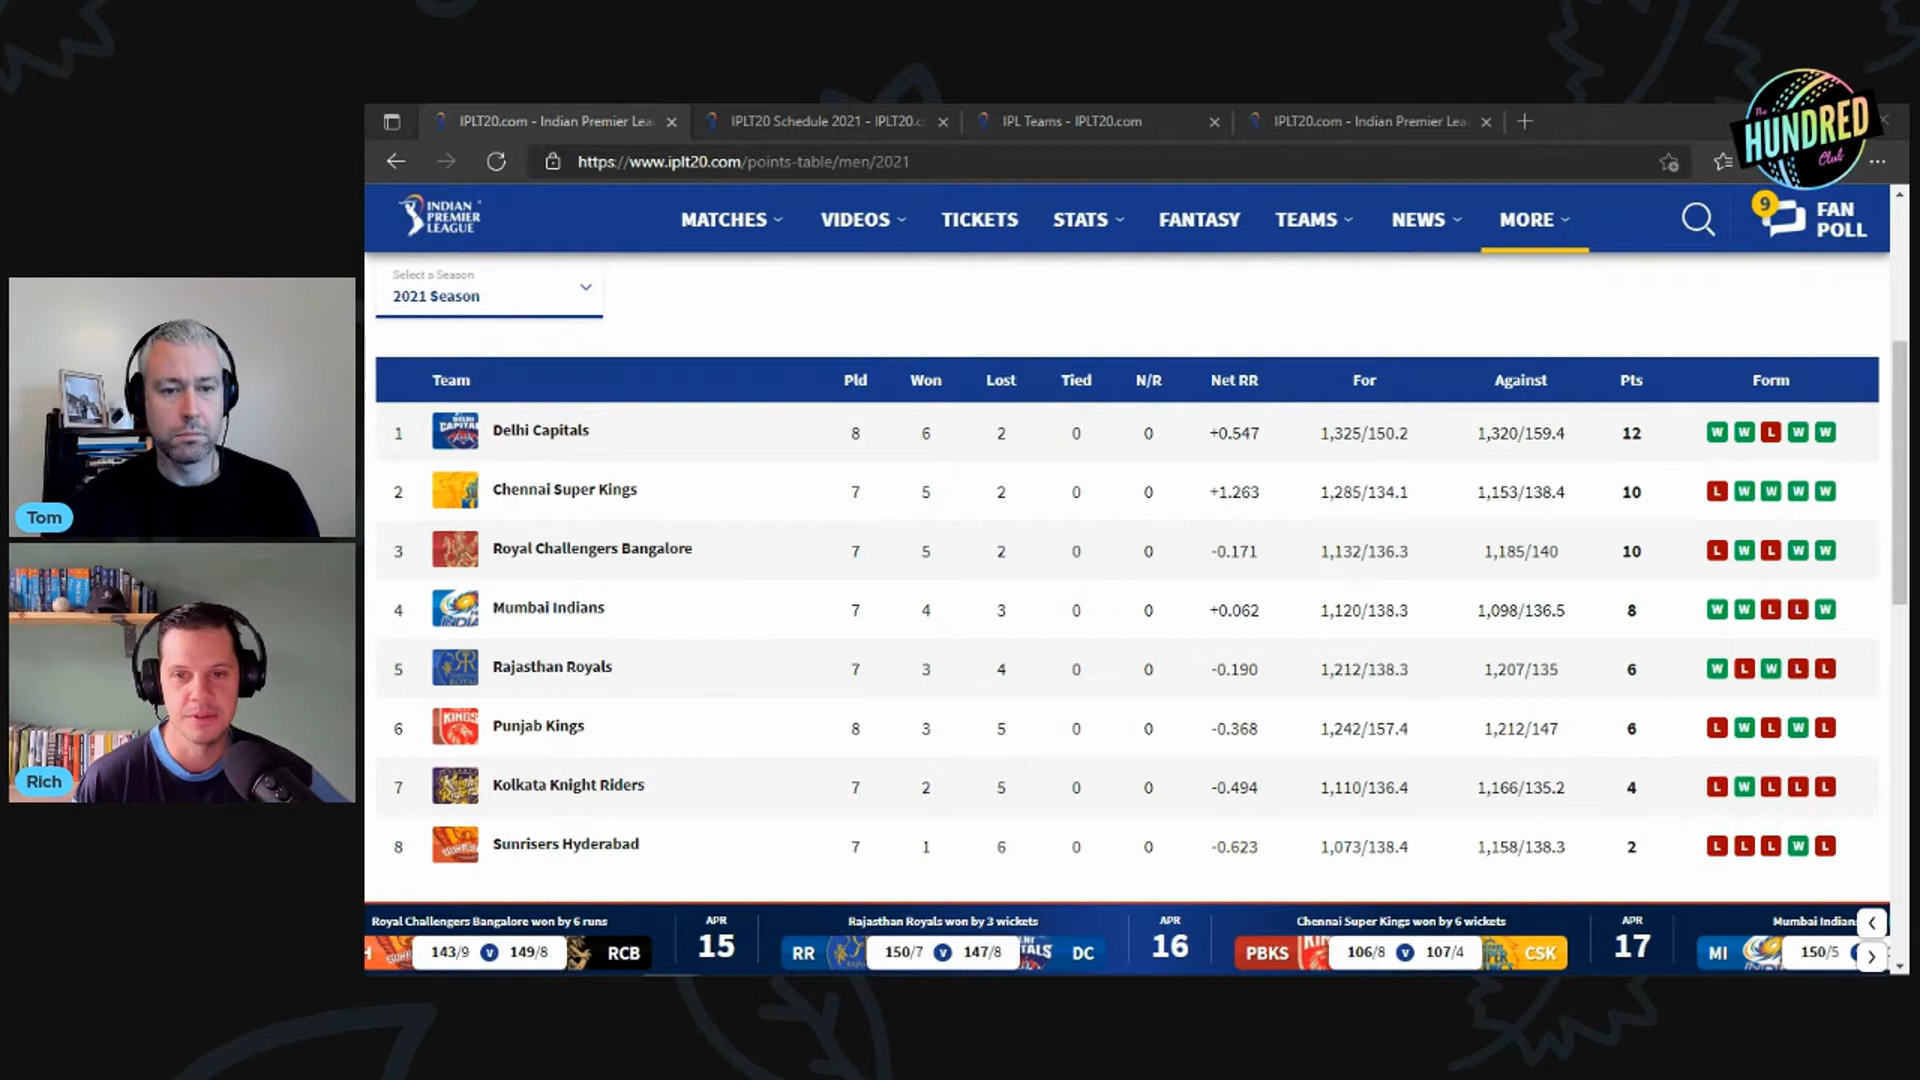 The
HUNDRED
Club
IPLT20.com - Indian Premier Lea
IPLT20 Schedule 2021 - IPLT20.c
IPL Teams - IPLT20.com
IPLT20.com - Indian Premier Lea
https://www.iplt20.com/points-table/men/2021
INDIAN
PREMIER
LEAGUE
MATCHES
VIDEOS
TICKETS
STATS
FANTASY
TEAMS
NEWS
MORE
9
FAN
POLL
Select a Season
2021 Season
Team Pld Won Lost Tied N/R Net RR For Against Pts Form
1 Delhi Capitals 8 6 2 0 0 +0.547 1,325/150.2 1,320/159.4 12 W W L W W
2 Chennai Super Kings 7 5 2 0 0 +1.263 1,285/134.1 1,153/138.4 10 L W W W W
3 Royal Challengers Bangalore 7 5 2 0 0 -0.171 1,132/136.3 1,185/140 10 L W L W W
4 Mumbai Indians 7 4 3 0 0 +0.062 1,120/138.3 1,098/136.5 8 W W L L W
5 Rajasthan Royals 7 3 4 0 0 -0.190 1,212/138.3 1,207/135 6 W L W L L
6 Punjab Kings 8 3 5 0 0 -0.368 1,242/157.4 1,212/147 6 L W L W L
7 Kolkata Knight Riders 7 2 5 0 0 -0.494 1,110/136.4 1,166/135.2 4 L W L L L
8 Sunrisers Hyderabad 7 1 6 0 0 -0.623 1,073/138.4 1,158/138.3 2 L L L W L
Tom
Rich
Royal Challengers Bangalore won by 6 runs
H 143/9 v 149/8 RCB
APR
15
Rajasthan Royals won by 3 wickets
RR 150/7 v 147/8 DC
APR
16
Chennai Super Kings won by 6 wickets
PBKS 106/8 v 107/4 CSK
APR
17
Mumbai Indians
MI 150/5